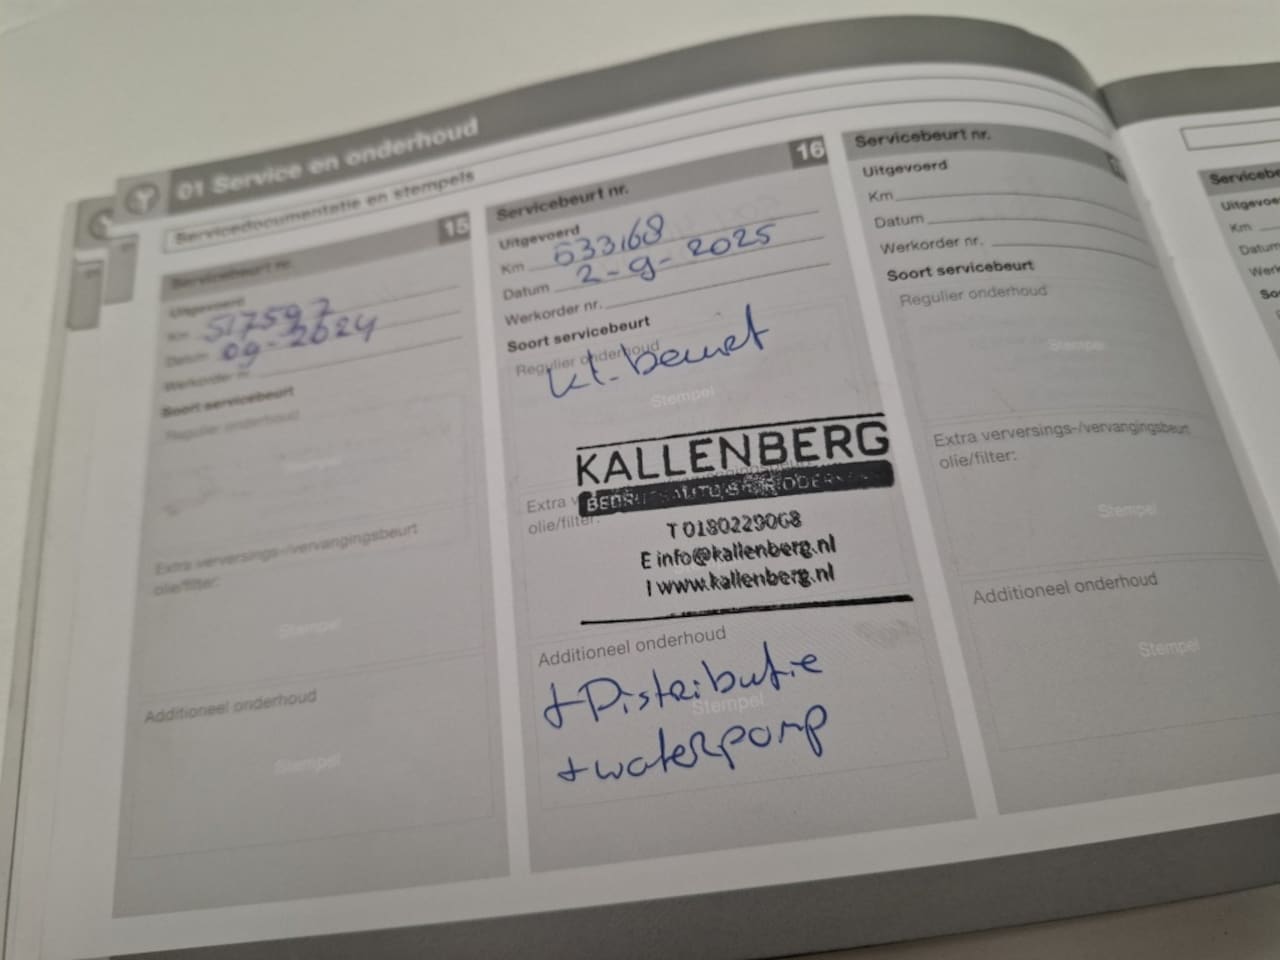 01 Service en onderhoud
Servicedocumentatie en stempels
Servicebeurt nr. 15
Uitgevoerd
Km 517597
Datum 09-2024
Werkorder nr.
Soort servicebeurt
Regulier onderhoud
Stempel
Extra verversings-/vervangingsbeurt
olie/filter:
Stempel
Additioneel onderhoud
Stempel
Servicebeurt nr. 16
Uitgevoerd
Km 533168
Datum 2-9-2025
Werkorder nr.
Soort servicebeurt
Regulier onderhoud
kl. beurt
Stempel
KALLENBERG
Extra
olie/filter:
T 0180229068
E info@kallenberg.nl
I www.kallenberg.nl
Additioneel onderhoud
+ Distributie
Stempel
+ waterpomp
Servicebeurt nr.
Uitgevoerd
Km
Datum
Werkorder nr.
Soort servicebeurt
Regulier onderhoud
Stempel
Extra verversings-/vervangingsbeurt
olie/filter:
Stempel
Additioneel onderhoud
Stempel
Km